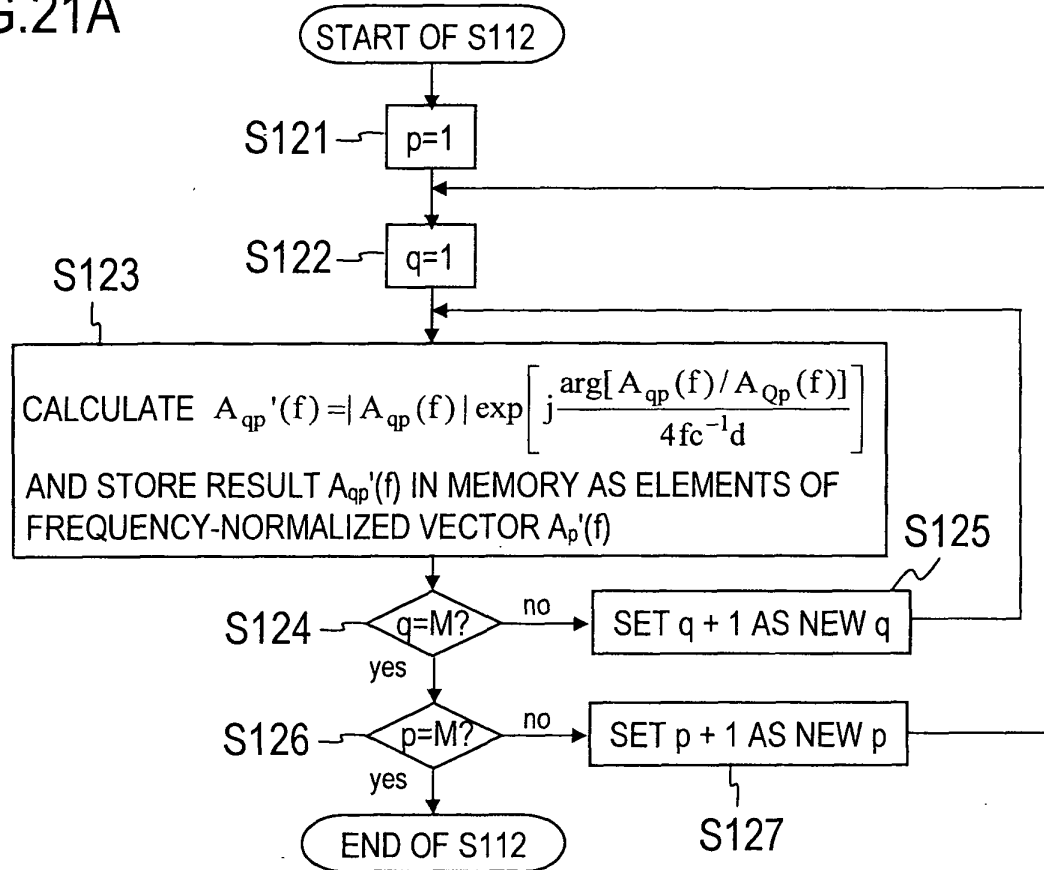 G.21A
START OF S112
S121
p=1
S122
q=1
S123
CALCULATE A_qp'(f) =| A_qp(f) | exp[ j arg[ A_qp(f) / A_Qp(f)] / 4fc⁻¹d ]
AND STORE RESULT A_qp'(f) IN MEMORY AS ELEMENTS OF
FREQUENCY-NORMALIZED VECTOR A_p'(f)
S124
q=M?
no
S125
SET q + 1 AS NEW q
yes
S126
p=M?
no
SET p + 1 AS NEW p
S127
yes
END OF S112